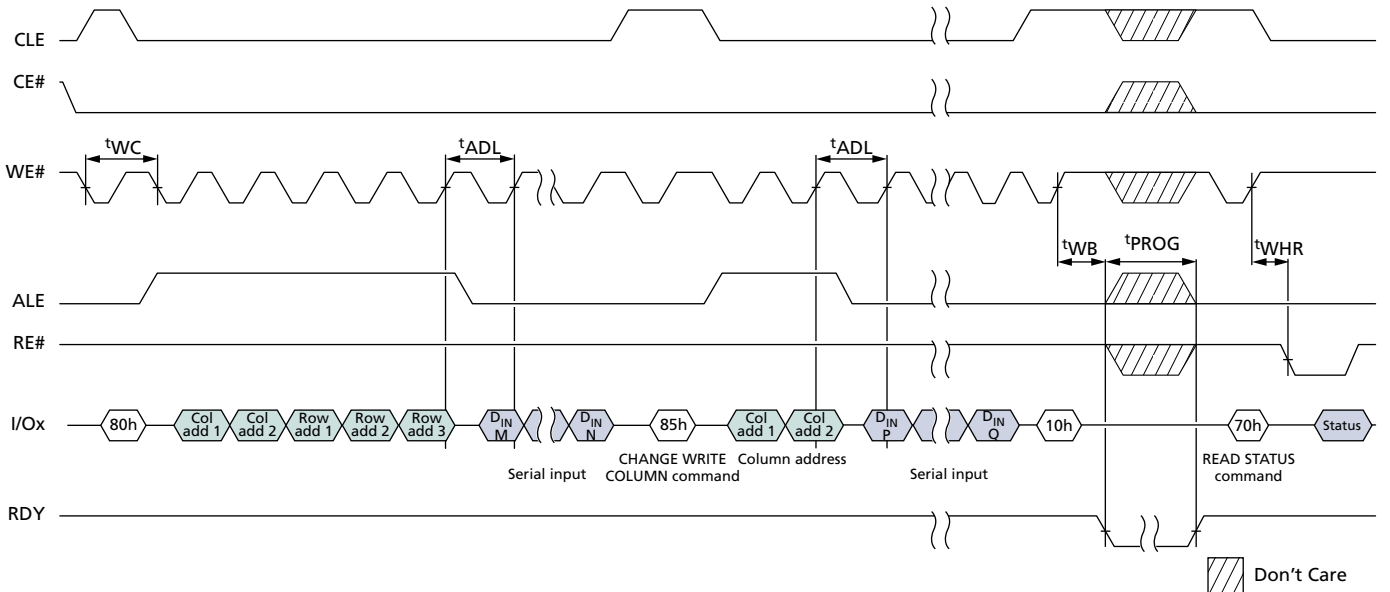 CLE
CE#
tWC
tADL
tADL
WE#
tWB
tPROG
tWHR
ALE
RE#
I/Ox
80h
Col add 1
Col add 2
Row add 1
Row add 2
Row add 3
DIN M
DIN N
85h
Col add 1
Col add 2
DIN P
DIN Q
10h
70h
Status
Serial input
CHANGE WRITE
COLUMN command
Column address
Serial input
READ STATUS
command
RDY
Don't Care